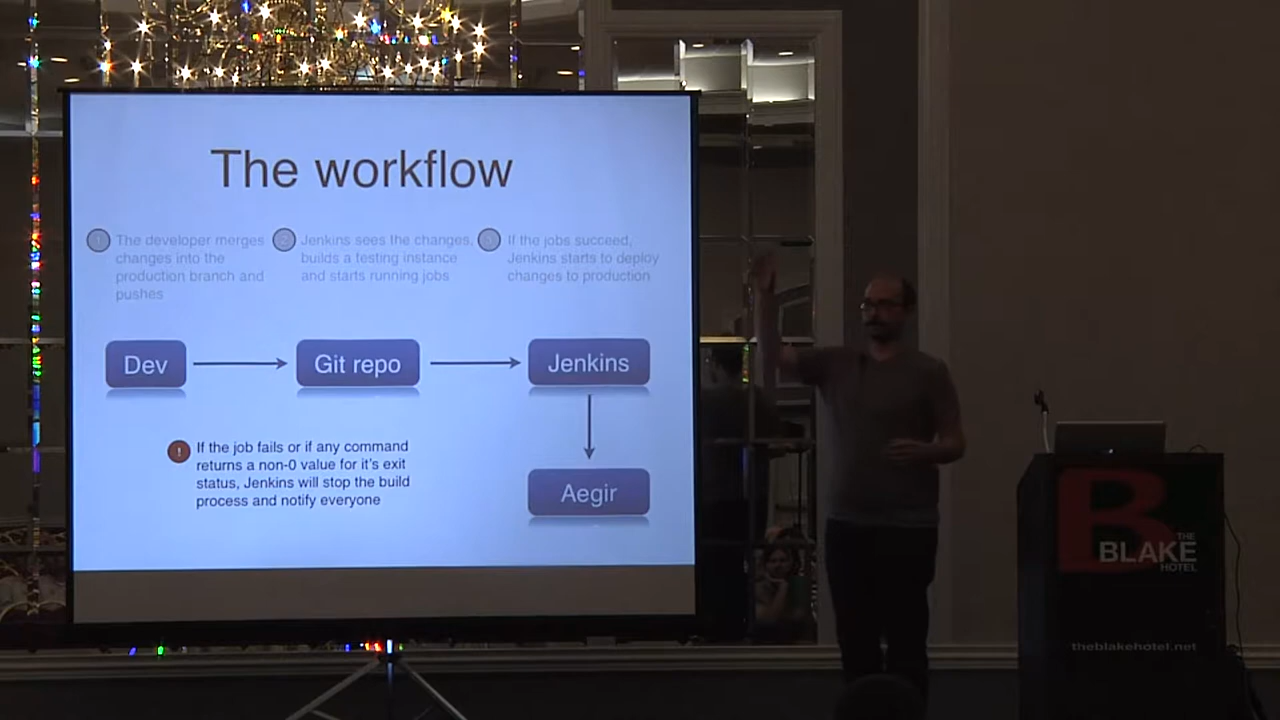 The workflow
1 The developer merges
changes into the
production branch and
pushes
2 Jenkins sees the changes,
builds a testing instance
and starts running jobs
3 If the jobs succeed,
Jenkins starts to deploy
changes to production
Dev
Git repo
Jenkins
! If the job fails or if any command
returns a non-0 value for it's exit
status, Jenkins will stop the build
process and notify everyone
Aegir
B
THE
BLAKE
HOTEL
theblakehotel.net